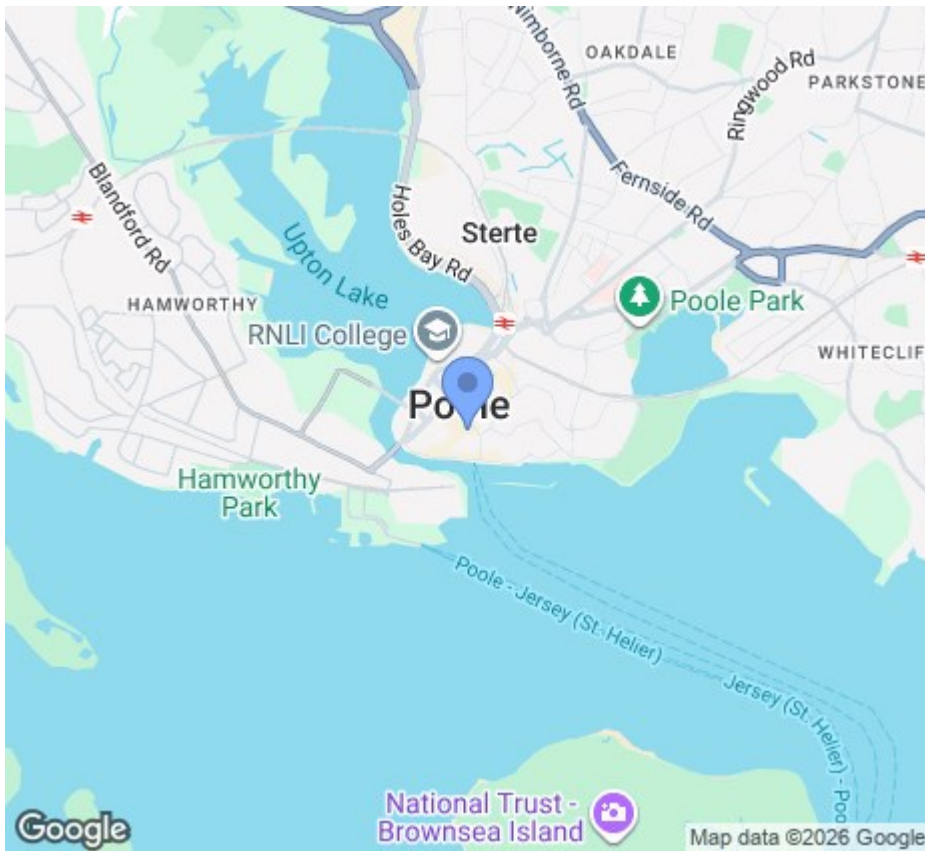 Wimborne Rd
OAKDALE
Ringwood Rd
PARKSTONE
Blandford Rd
Holes Bay Rd
Fernside Rd
Sterte
Upton Lake
HAMWORTHY
Poole Park
RNLI College
WHITECLIF
Poole
Hamworthy
Park
Poole - Jersey (St. Helier)
Jersey (St. Helier) - Poo
National Trust -
Brownsea Island
Google
Map data ©2026 Google